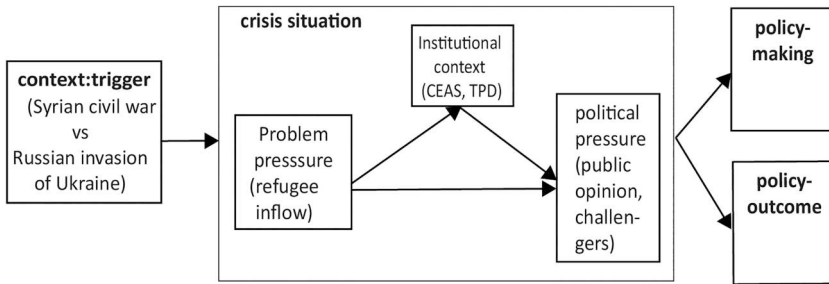 context:trigger
(Syrian civil war
vs
Russian invasion
of Ukraine)
crisis situation
Problem
presssure
(refugee
inflow)
Institutional
context
(CEAS, TPD)
political
pressure
(public
opinion,
challen-
gers)
policy-
making
policy-
outcome